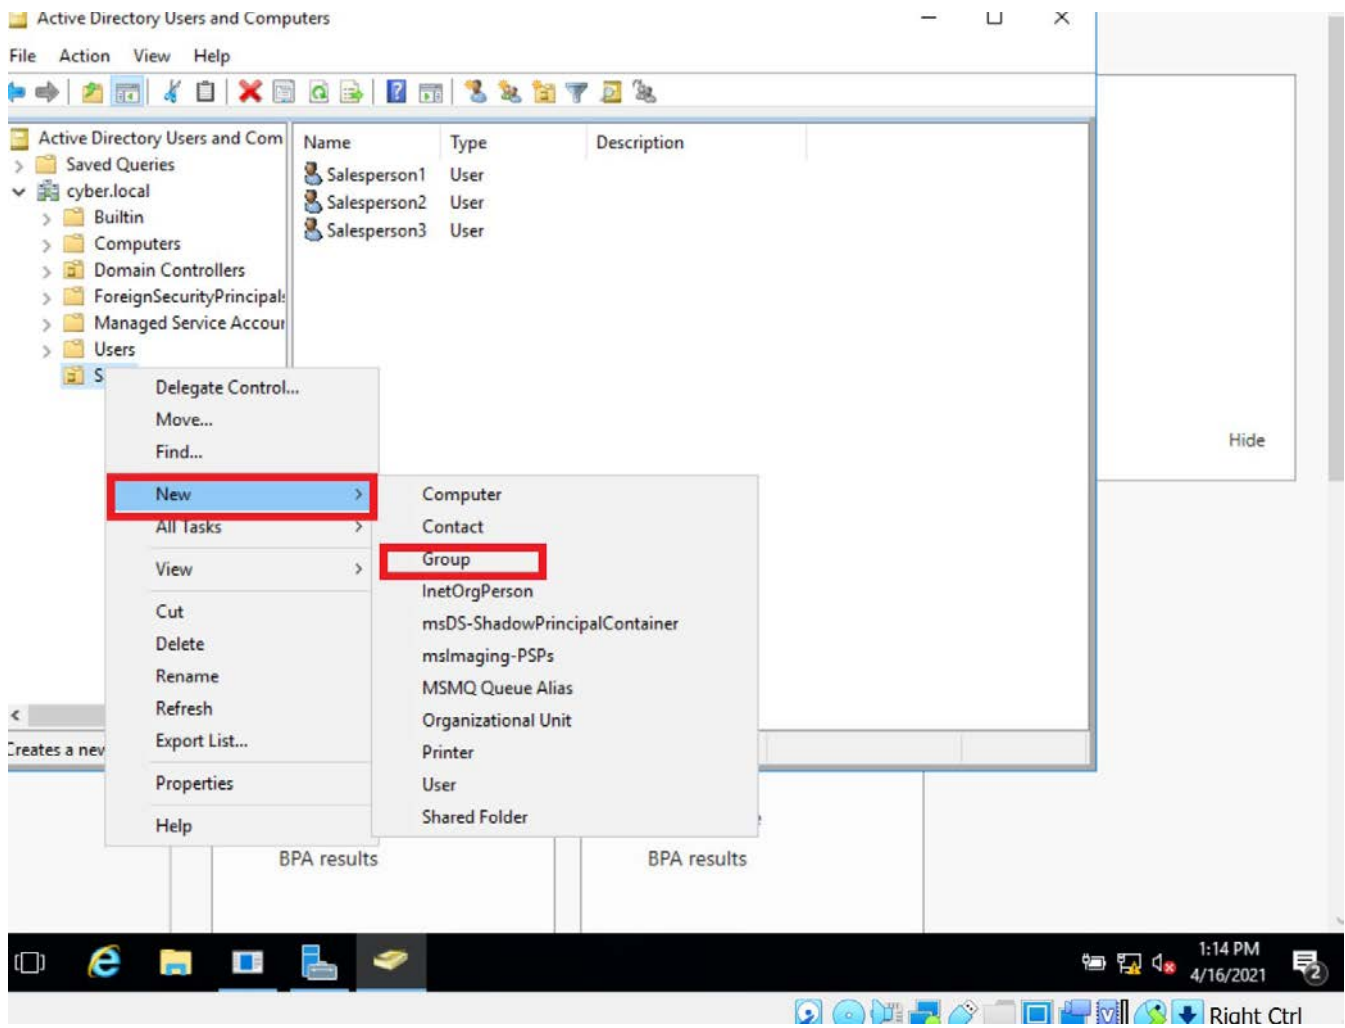 Active Directory Users and Computers
File Action View Help
Active Directory Users and Com
Name Type Description
Saved Queries
cyber.local
Builtin
Computers
Domain Controllers
ForeignSecurityPrincipals
Managed Service Accour
Users
S
Salesperson1 User
Salesperson2 User
Salesperson3 User
Delegate Control...
Move...
Find...
New
All Tasks
View
Cut
Delete
Rename
Refresh
Export List...
Properties
Help
Computer
Contact
Group
InetOrgPerson
msDS-ShadowPrincipalContainer
msImaging-PSPs
MSMQ Queue Alias
Organizational Unit
Printer
User
Shared Folder
Hide
Creates a new
BPA results
BPA results
1:14 PM
4/16/2021
2
Right Ctrl